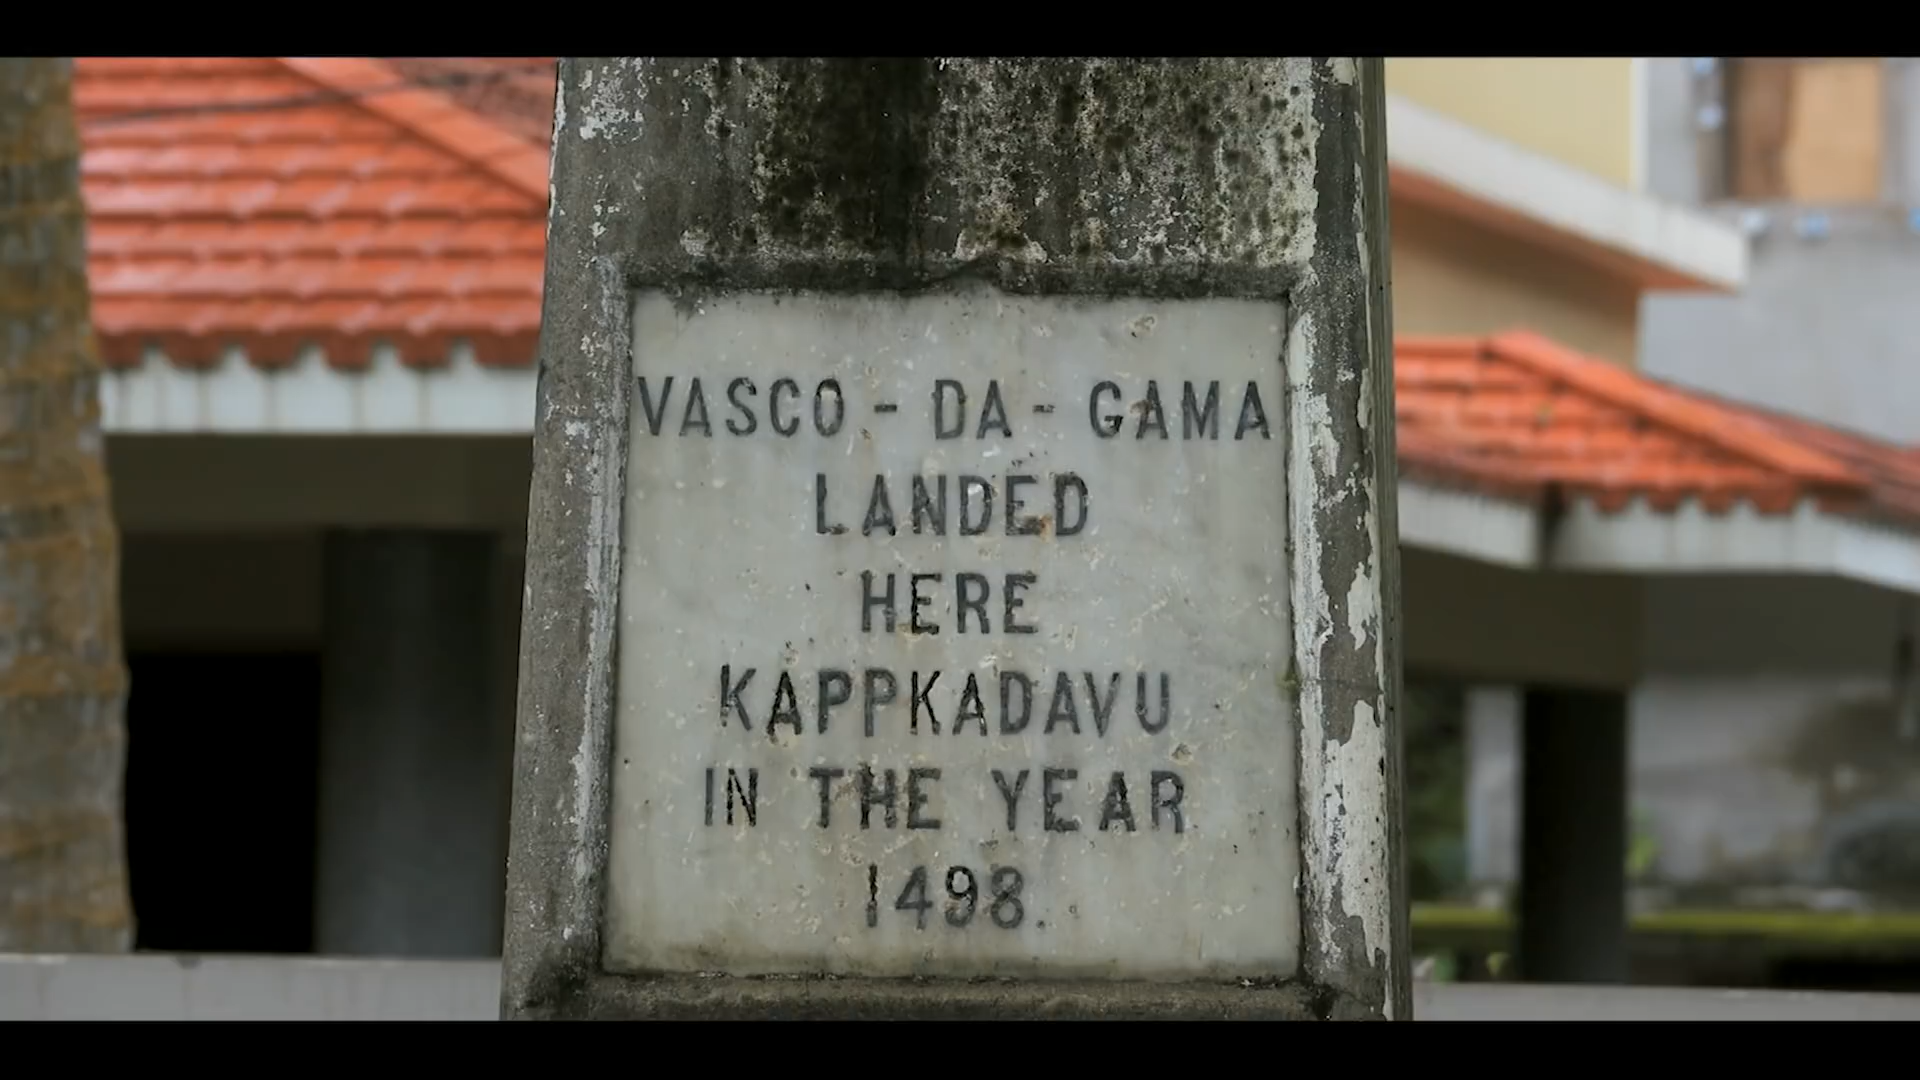 VASCO - DA - GAMA
LANDED
HERE
KAPPKADAVU
IN THE YEAR
1498.